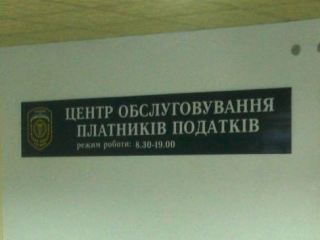 ЦЕНТР ОБСЛУГОВУВАННЯ
ПЛАТНИКІВ ПОДАТКІВ
режим роботи: 8.30-19.00